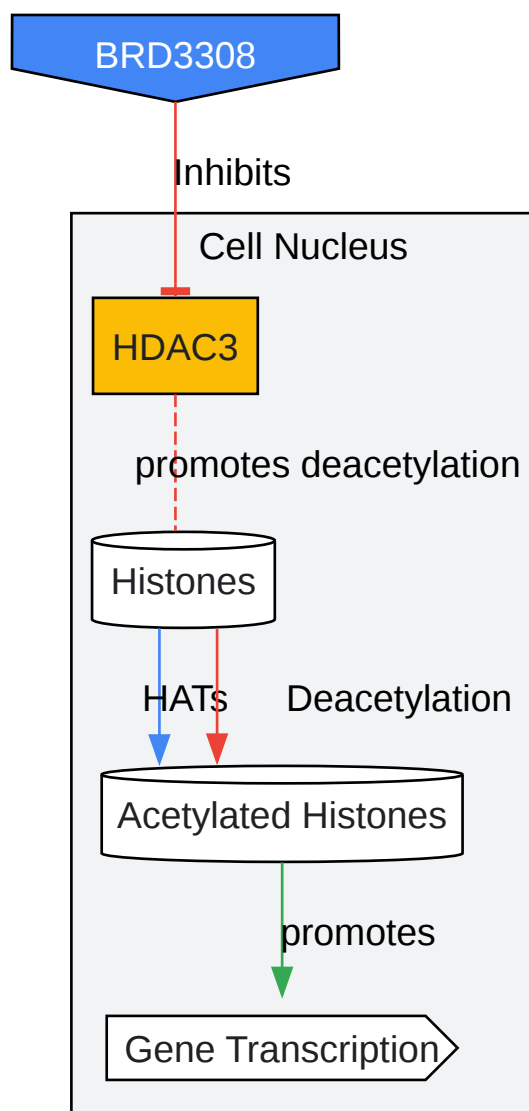 BRD3308
Inhibits
Cell Nucleus
HDAC3
promotes deacetylation
Histones
HATs
Deacetylation
Acetylated Histones
promotes
Gene Transcription